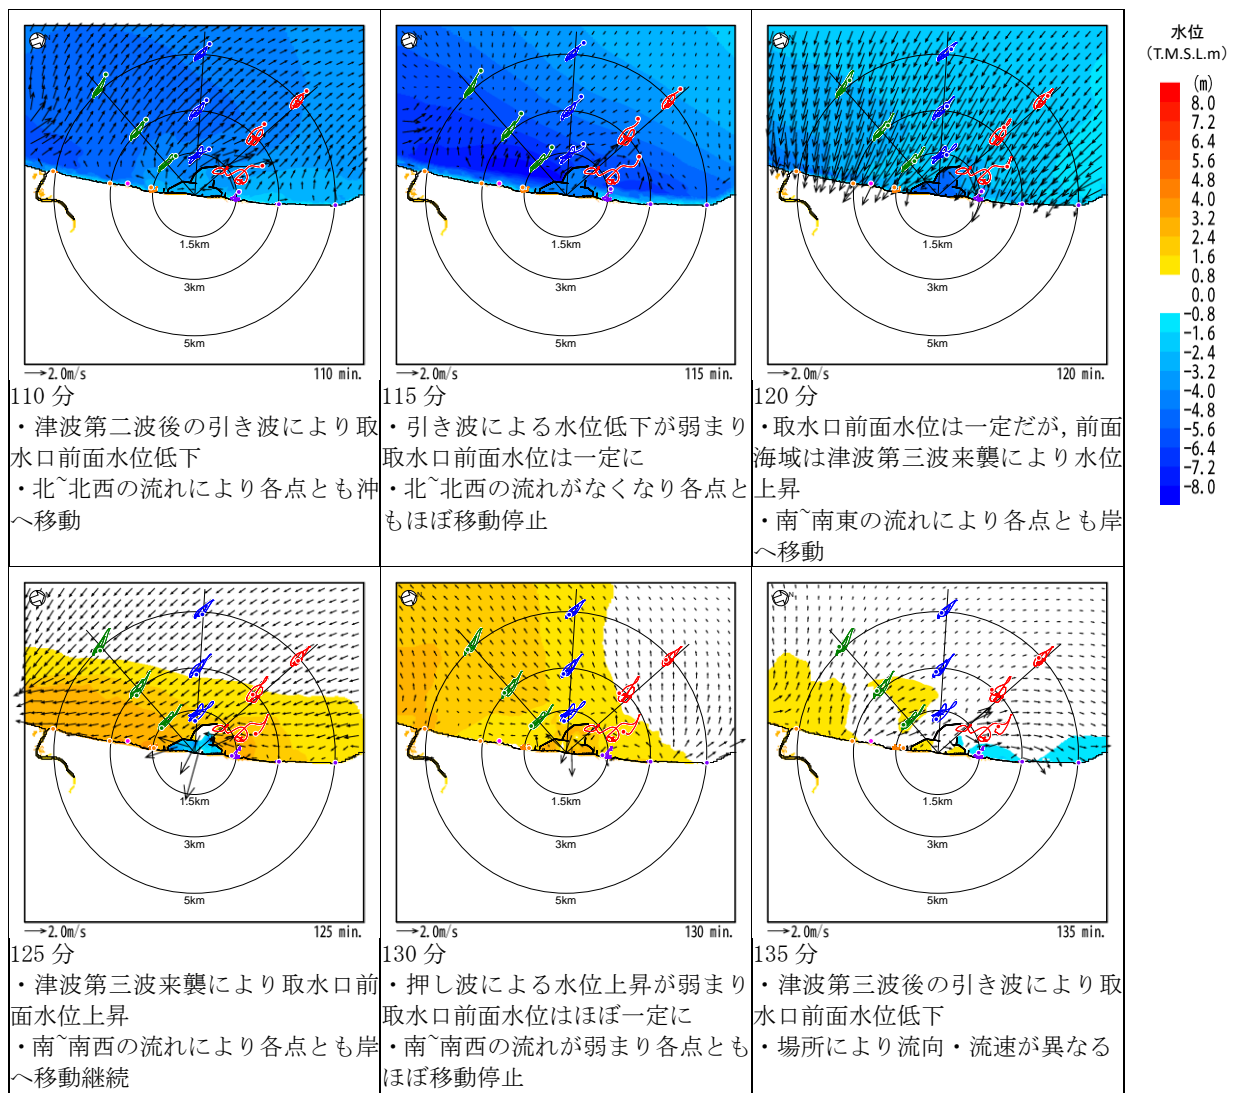 1.5km
3km
5km
→2.0m/s
110 min.
110 分
・津波第二波後の引き波により取
水口前面水位低下
・北~北西の流れにより各点とも沖
へ移動
1.5km
3km
5km
→2.0m/s
115 min.
115 分
・引き波による水位低下が弱まり
取水口前面水位は一定に
・北~北西の流れがなくなり各点と
もほぼ移動停止
1.5km
3km
5km
→2.0m/s
120 min.
120 分
・取水口前面水位は一定だが,前面
海域は津波第三波来襲により水位
上昇
・南~南東の流れにより各点とも岸
へ移動
水位
(T.M.S.L.m)
(m)
8.0
7.2
6.4
5.6
4.8
4.0
3.2
2.4
1.6
0.8
0.0
-0.8
-1.6
-2.4
-3.2
-4.0
-4.8
-5.6
-6.4
-7.2
-8.0
1.5km
3km
5km
→2.0m/s
125 min.
125 分
・津波第三波来襲により取水口前
面水位上昇
・南~南西の流れにより各点とも岸
へ移動継続
1.5km
3km
5km
→2.0m/s
130 min.
130 分
・押し波による水位上昇が弱まり
取水口前面水位はほぼ一定に
・南~南西の流れが弱まり各点とも
ほぼ移動停止
1.5km
3km
5km
→2.0m/s
135 min.
135 分
・津波第三波後の引き波により取
水口前面水位低下
・場所により流向・流速が異なる